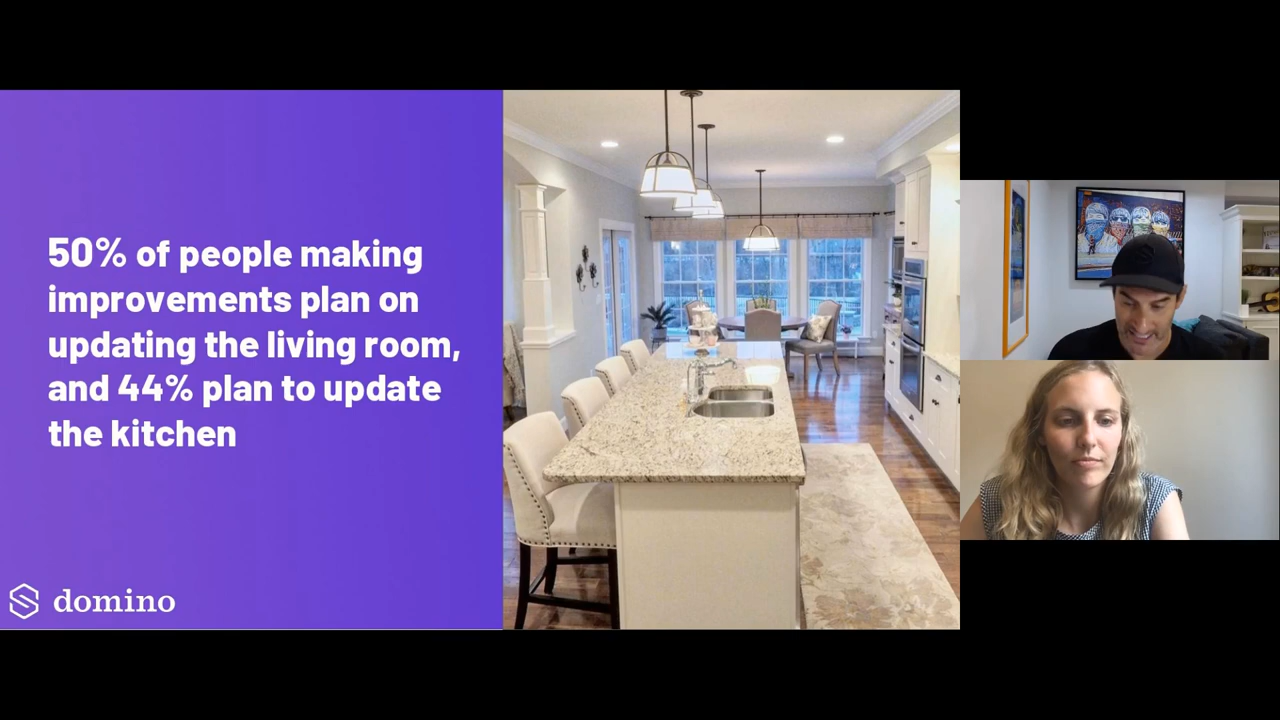 50% of people making
improvements plan on
updating the living room,
and 44% plan to update
the kitchen
domino